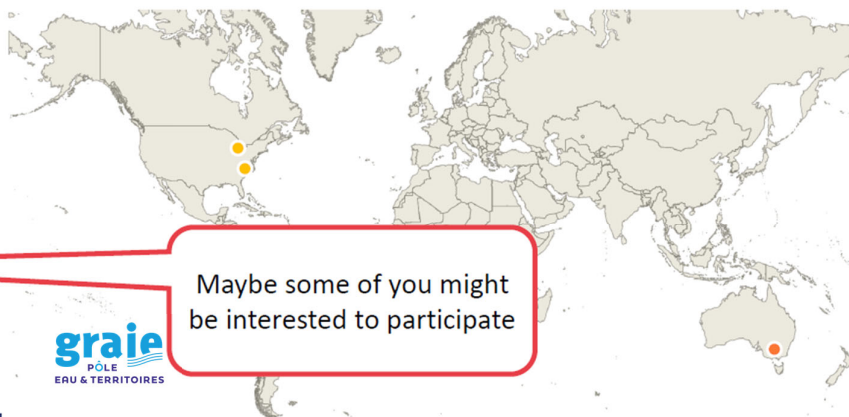 Maybe some of you might
be interested to participate
graie
PÔLE
EAU & TERRITOIRES